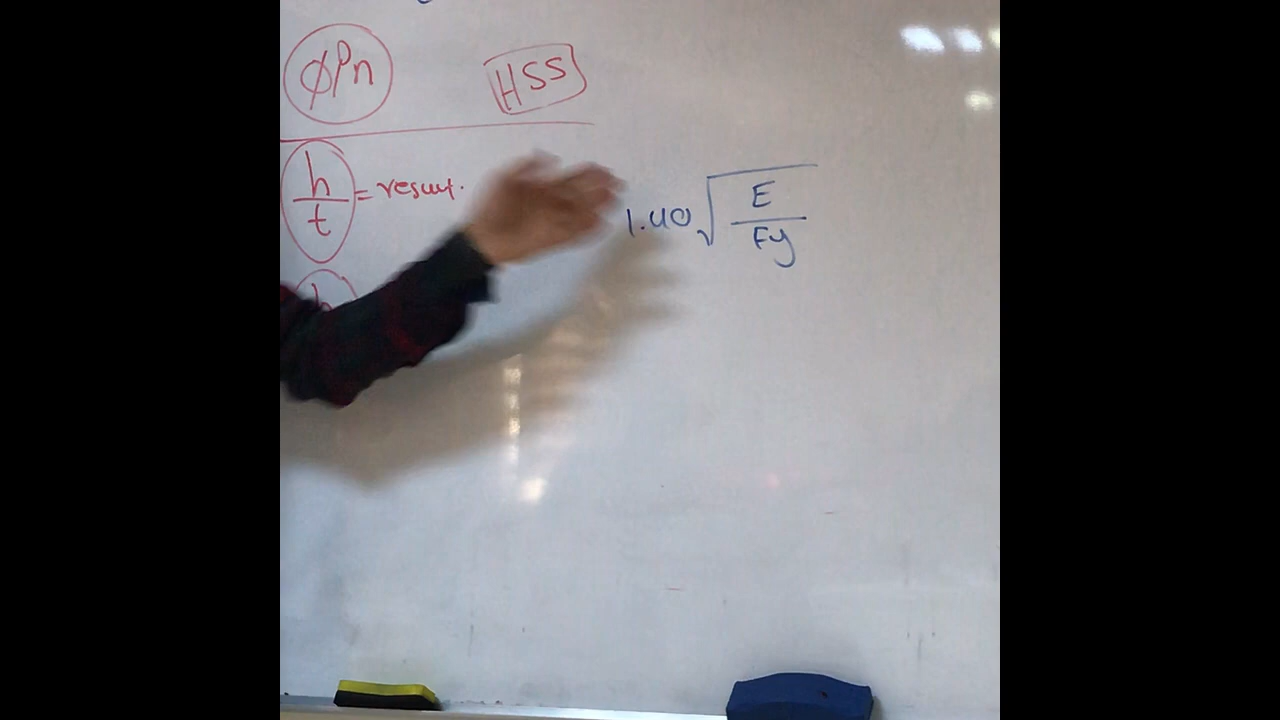 ϕPn HSS
h/t = result. 1.40 √(E/Fy)
h